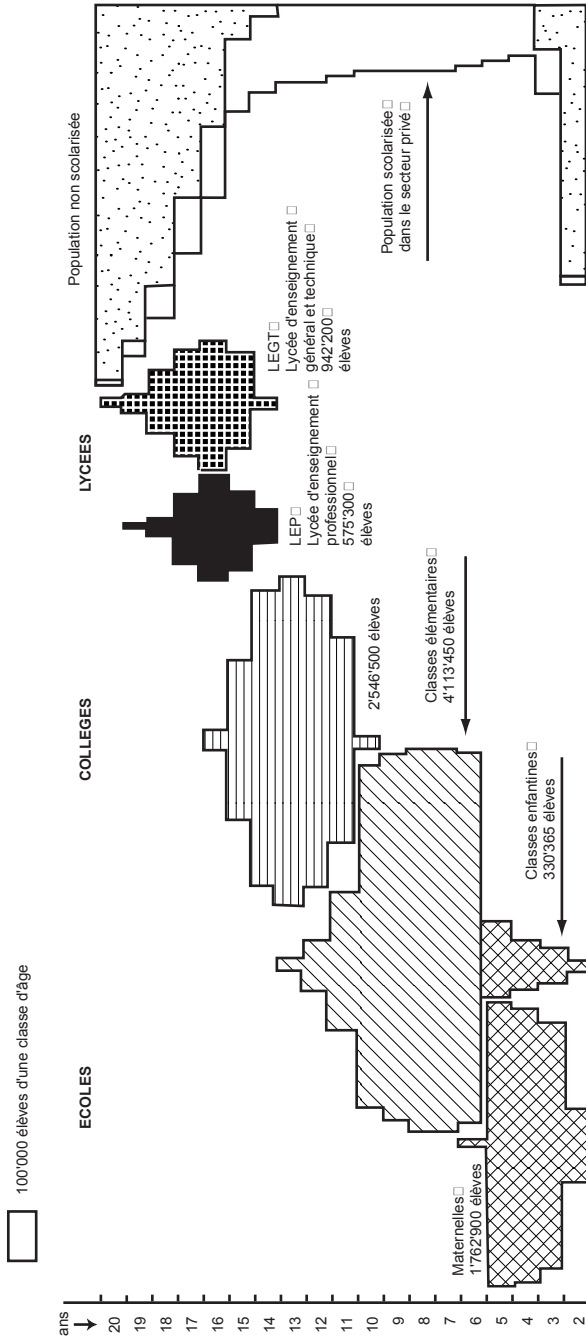 100'000 élèves d'une classe d'âge
ECOLES
COLLEGES
LYCEES
Population non scolarisée
LEGT□
Lycée d'enseignement □
général et technique□
942'200□
élèves
LEP□
Lycée d'enseignement □
professionnel□
575'300□
élèves
Population scolarisée□
dans le secteur privé□
2'546'500 élèves
Classes élémentaires□
4'113'450 élèves
Classes enfantines□
330'365 élèves
Maternelles□
1'762'900 élèves
ans
20
19
18
17
16
15
14
13
12
11
10
9
8
7
6
5
4
3
2